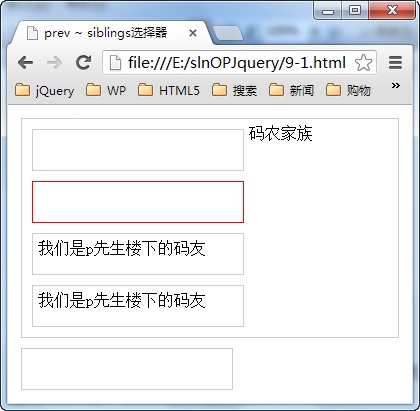 prev ~ siblings选择器
file:///E:/slnOPJquery/9-1.html
jQuery WP HTML5 搜索 新闻 购物 »
码农家族
我们是p先生楼下的码友
我们是p先生楼下的码友